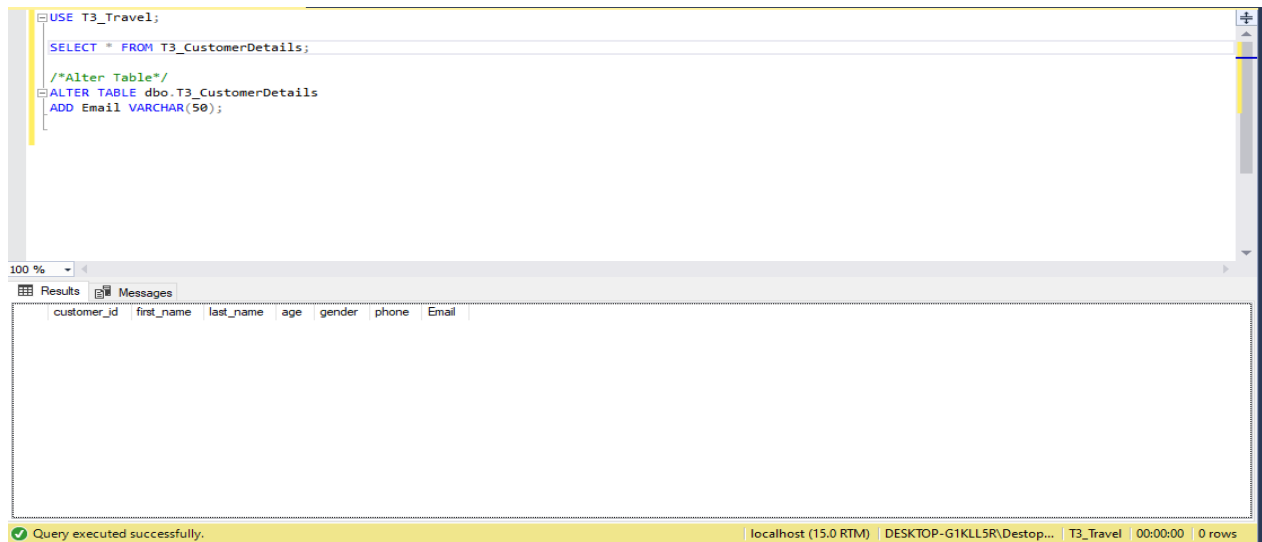 USE T3_Travel;
SELECT * FROM T3_CustomerDetails;
/*Alter Table*/
ALTER TABLE dbo.T3_CustomerDetails
ADD Email VARCHAR(50);
100 %
Results Messages
customer_id first_name last_name age gender phone Email
Query executed successfully. localhost (15.0 RTM) DESKTOP-G1KLL5R\Destop... T3_Travel 00:00:00 0 rows